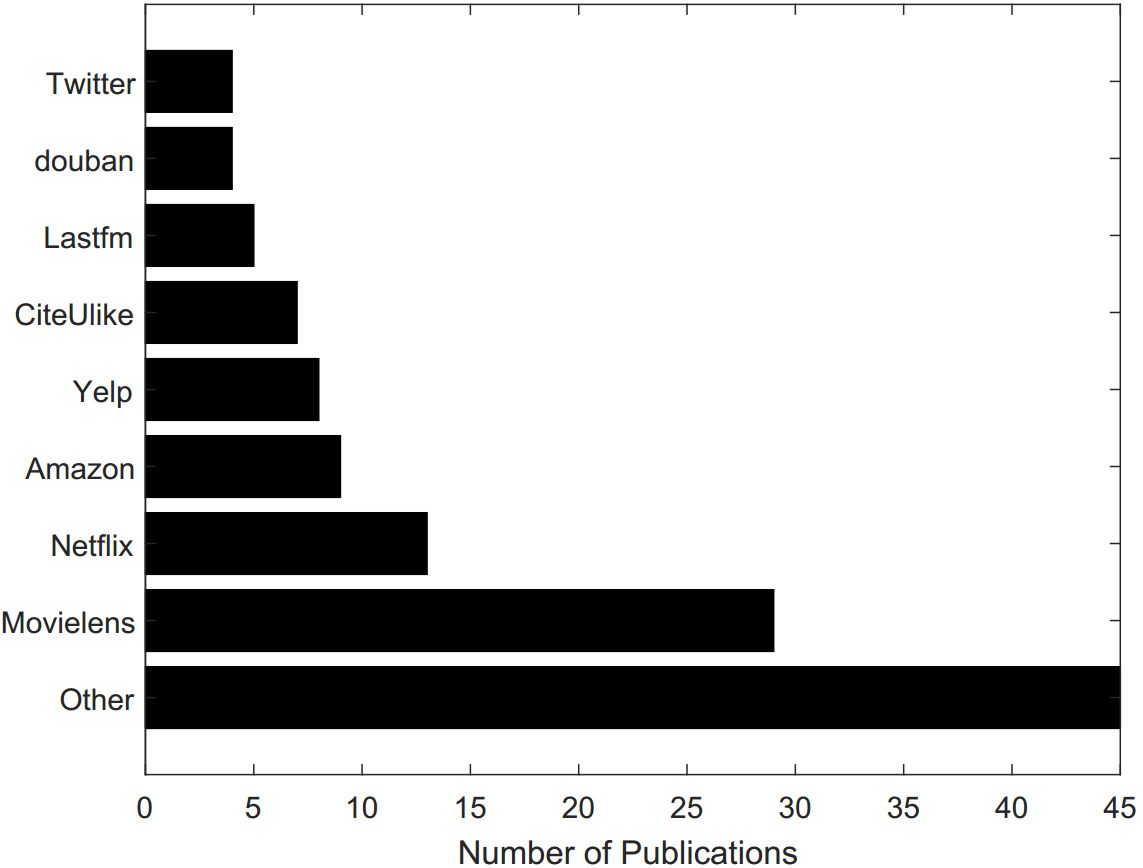 Twitter
douban
Lastfm
CiteUlike
Yelp
Amazon
Netflix
Movielens
Other
0 5 10 15 20 25 30 35 40 45
Number of Publications